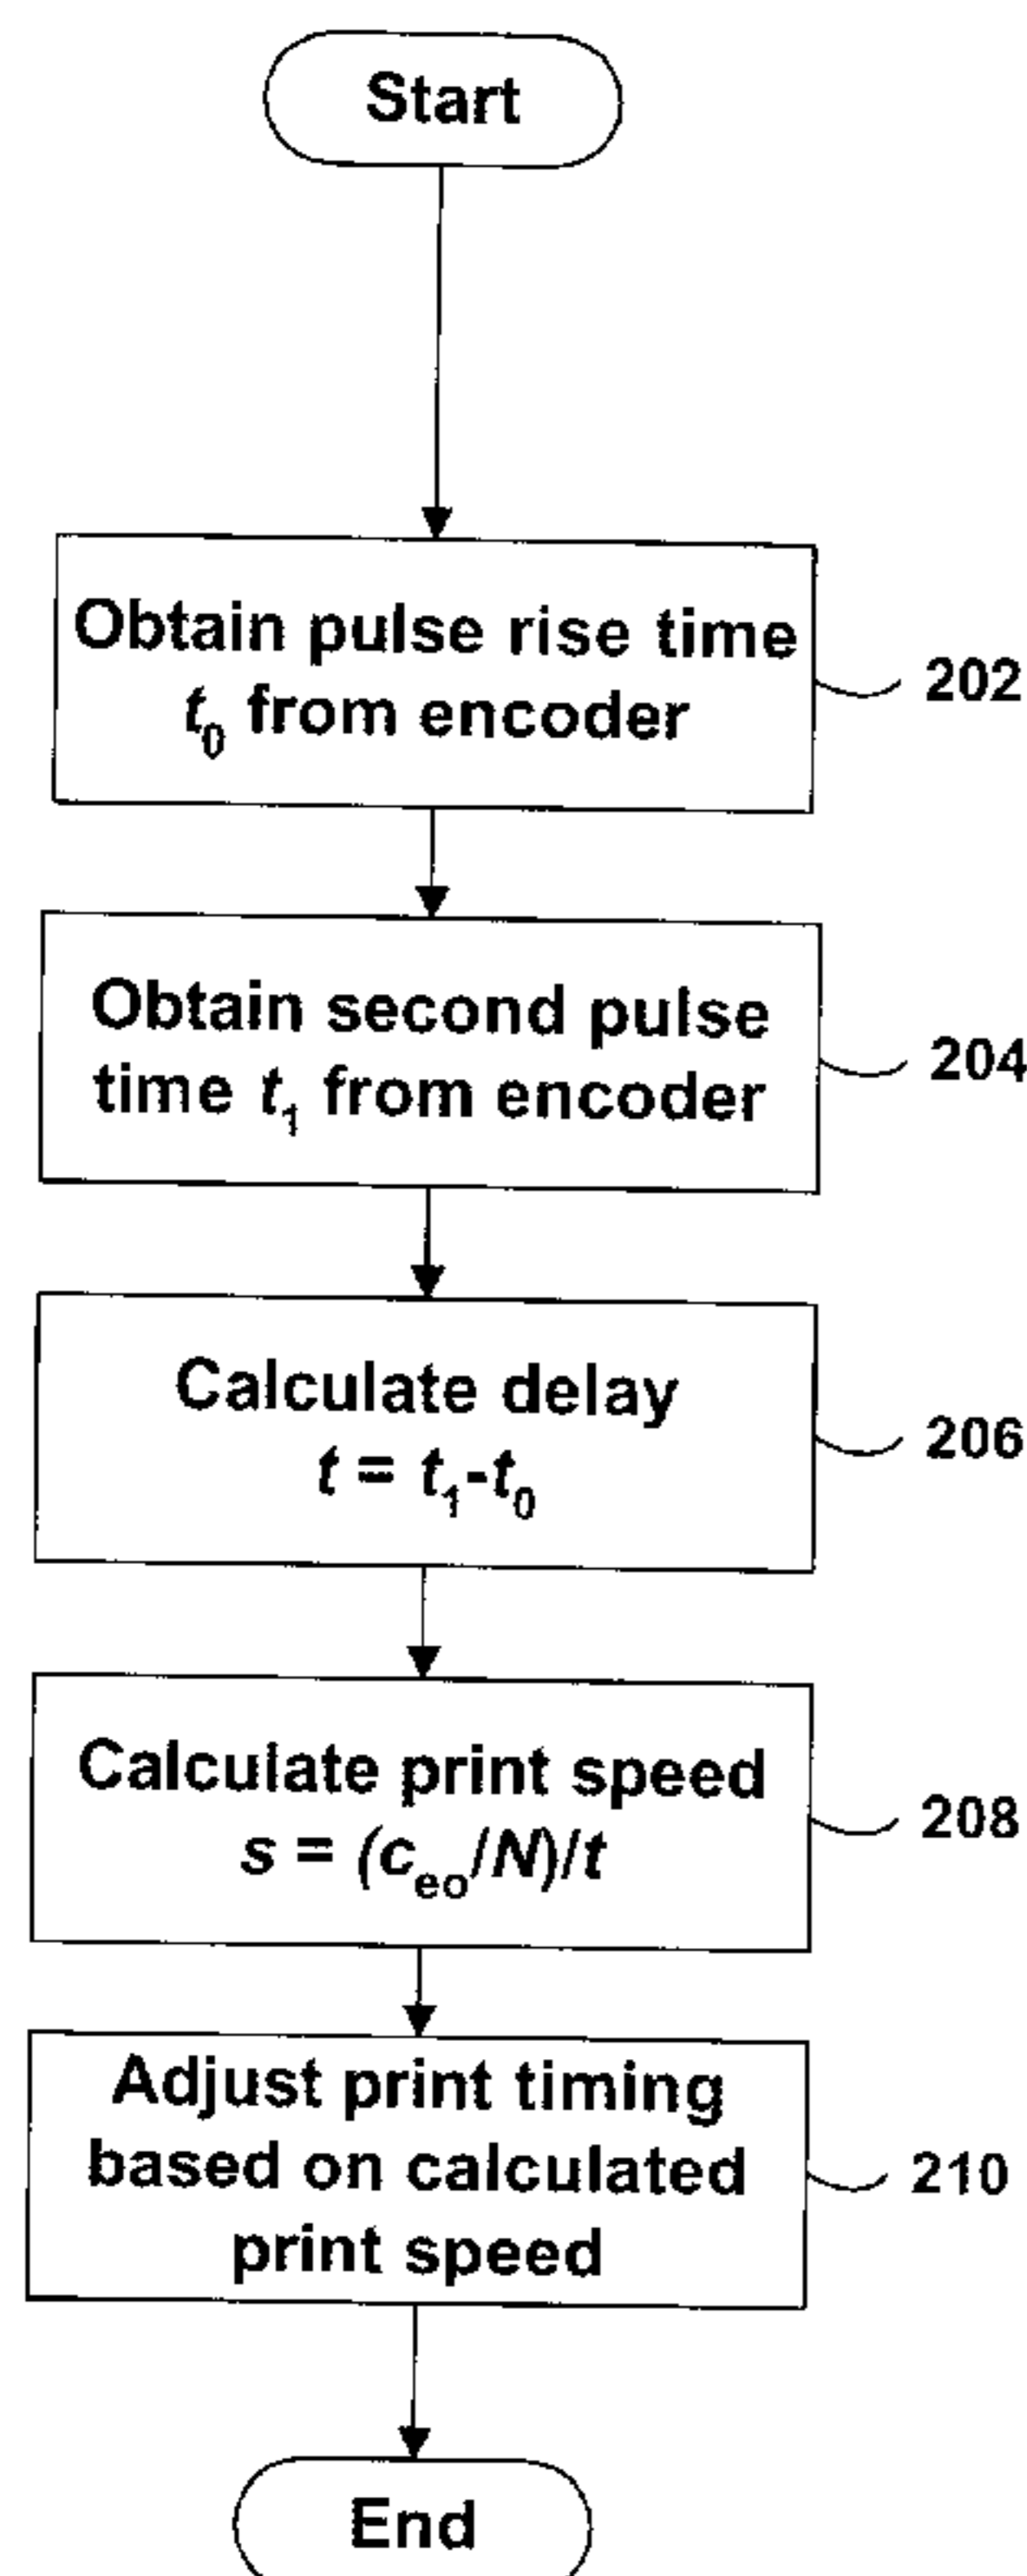 Start
Obtain pulse rise time
t₀ from encoder
202
Obtain second pulse
time t₁ from encoder
204
Calculate delay
t = t₁-t₀
206
Calculate print speed
s = (cₑₒ/N)/t
208
Adjust print timing
based on calculated
print speed
210
End